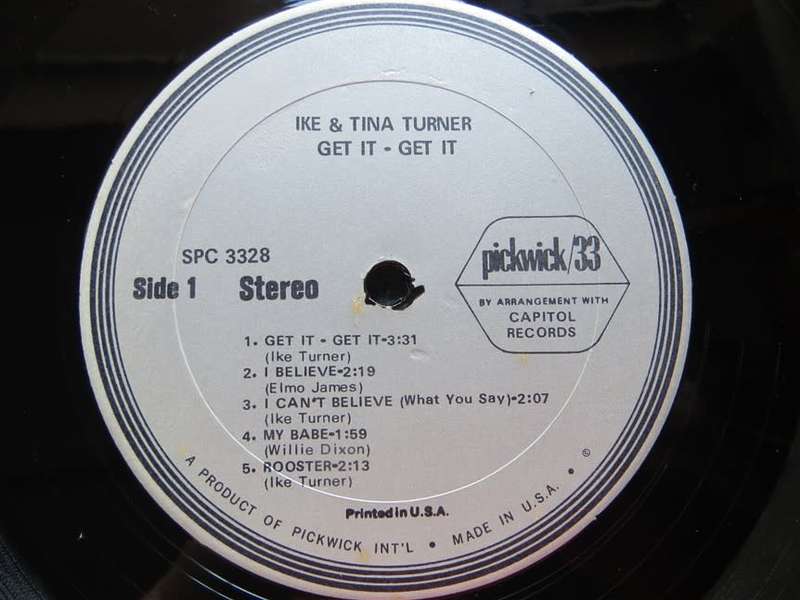 IKE & TINA TURNER
GET IT - GET IT
SPC 3328
Side 1 Stereo
pickwick/33
BY ARRANGEMENT WITH
CAPITOL
RECORDS
1. GET IT - GET IT-3:31
(Ike Turner)
2. I BELIEVE-2:19
(Elmo James)
3. I CAN'T BELIEVE (What You Say)-2:07
(Ike Turner)
4. MY BABE-1:59
(Willie Dixon)
5. ROOSTER-2:13
(Ike Turner)
Printed in U.S.A.
A PRODUCT OF PICKWICK INT'L • MADE IN U.S.A. • ℗